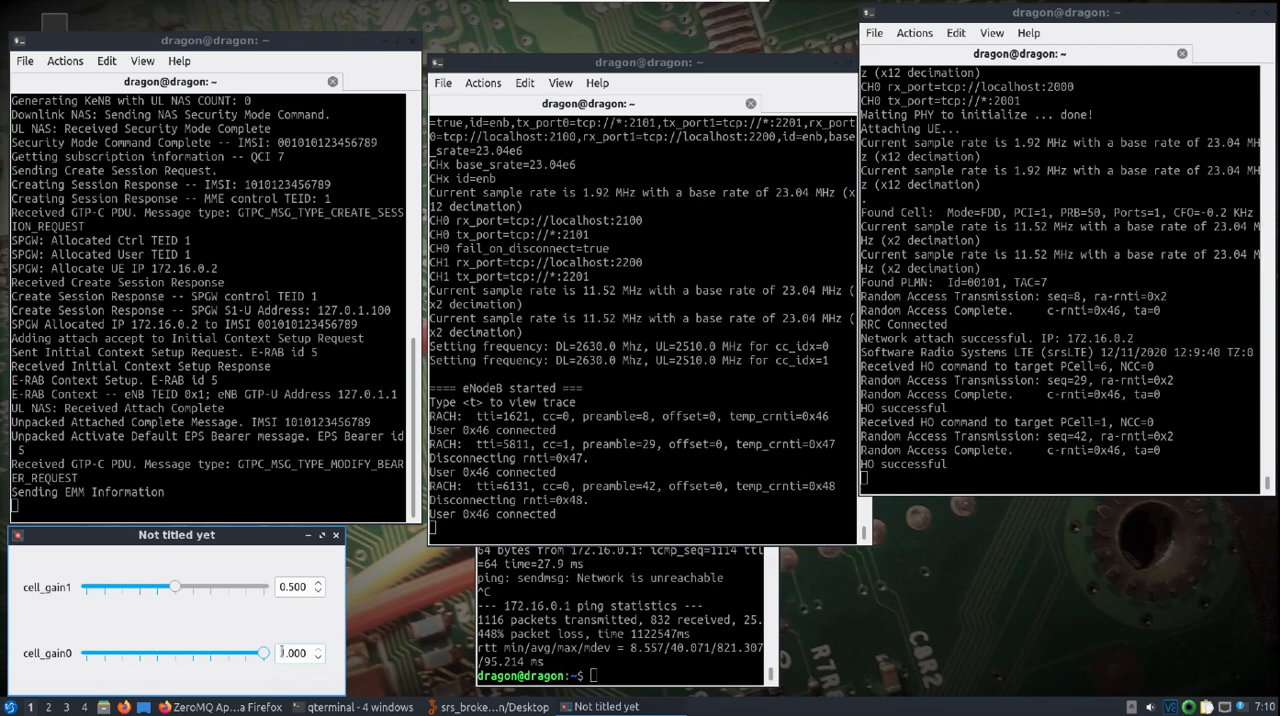 dragon@dragon: ~
File Actions Edit View Help
dragon@dragon: ~
Generating KeNB with UL NAS COUNT: 0
Downlink NAS: Sending NAS Security Mode Command.
UL NAS: Received Security Mode Complete
Security Mode Command Complete -- IMSI: 001010123456789
Getting subscription information -- QCI 7
Sending Create Session Request.
Creating Session Response -- IMSI: 1010123456789
Creating Session Response -- MME control TEID: 1
Received GTP-C PDU. Message type: GTPC_MSG_TYPE_CREATE_SESS
ION_REQUEST
SPGW: Allocated Ctrl TEID 1
SPGW: Allocated User TEID 1
SPGW: Allocate UE IP 172.16.0.2
Received Create Session Response
Create Session Response -- SPGW control TEID 1
Create Session Response -- SPGW S1-U Address: 127.0.1.100
SPGW Allocated IP 172.16.0.2 to IMSI 001010123456789
Adding attach accept to Initial Context Setup Request
Sent Initial Context Setup Request. E-RAB id 5
Received Initial Context Setup Response
E-RAB Context Setup. E-RAB id 5
E-RAB Context -- eNB TEID 0x1; eNB GTP-U Address 127.0.1.1
UL NAS: Received Attach Complete
Unpacked Attached Complete Message. IMSI 001010123456789
Unpacked Activate Default EPS Bearer message. EPS Bearer id
5
Received GTP-C PDU. Message type: GTPC_MSG_TYPE_MODIFY_BEAR
ER_REQUEST
Sending EMM Information
dragon@dragon: ~
File Actions Edit View Help
dragon@dragon: ~
=true,id=enb,tx_port0=tcp://*:2101,tx_port1=tcp://*:2201,rx_port
0=tcp://localhost:2100,rx_port1=tcp://localhost:2200,id=enb,base
_srate=23.04e6
CHx base_srate=23.04e6
CHx id=enb
Current sample rate is 1.92 MHz with a base rate of 23.04 MHz (x
12 decimation)
CH0 rx_port=tcp://localhost:2100
CH0 tx_port=tcp://*:2101
CH0 fail_on_disconnect=true
CH1 rx_port=tcp://localhost:2200
CH1 tx_port=tcp://*:2201
Current sample rate is 11.52 MHz with a base rate of 23.04 MHz (
x2 decimation)
Current sample rate is 11.52 MHz with a base rate of 23.04 MHz (
x2 decimation)
Setting frequency: DL=2630.0 Mhz, UL=2510.0 MHz for cc_idx=0
Setting frequency: DL=2630.0 Mhz, UL=2510.0 MHz for cc_idx=1
==== eNodeB started ===
Type <t> to view trace
RACH:  tti=1621, cc=0, preamble=8, offset=0, temp_crnti=0x46
User 0x46 connected
RACH:  tti=5811, cc=1, preamble=29, offset=0, temp_crnti=0x47
Disconnecting rnti=0x47.
User 0x46 connected
RACH:  tti=6131, cc=0, preamble=42, offset=0, temp_crnti=0x48
Disconnecting rnti=0x48.
User 0x46 connected
dragon@dragon: ~
File Actions Edit View Help
dragon@dragon: ~
z (x12 decimation)
CH0 rx_port=tcp://localhost:2000
CH0 tx_port=tcp://*:2001
Waiting PHY to initialize ... done!
Attaching UE...
Current sample rate is 1.92 MHz with a base rate of 23.04 MH
z (x12 decimation)
Current sample rate is 1.92 MHz with a base rate of 23.04 MH
z (x12 decimation)
.
Found Cell:  Mode=FDD, PCI=1, PRB=50, Ports=1, CFO=-0.2 KHz
Current sample rate is 11.52 MHz with a base rate of 23.04 M
Hz (x2 decimation)
Current sample rate is 11.52 MHz with a base rate of 23.04 M
Hz (x2 decimation)
Found PLMN:  Id=00101, TAC=7
Random Access Transmission: seq=8, ra-rnti=0x2
Random Access Complete.     c-rnti=0x46, ta=0
RRC Connected
Network attach successful. IP: 172.16.0.2
Software Radio Systems LTE (srsLTE) 12/11/2020 12:9:40 TZ:0
Received HO command to target PCell=6, NCC=0
Random Access Transmission: seq=29, ra-rnti=0x2
Random Access Complete.     c-rnti=0x46, ta=0
HO successful
Received HO command to target PCell=1, NCC=0
Random Access Transmission: seq=42, ra-rnti=0x2
Random Access Complete.     c-rnti=0x46, ta=0
HO successful
Not titled yet
cell_gain1 0.500
cell_gain0 1.000
64 bytes from 172.16.0.1: icmp_seq=1114 ttl
=64 time=27.9 ms
ping: sendmsg: Network is unreachable
^C
--- 172.16.0.1 ping statistics ---
1116 packets transmitted, 832 received, 25.
448% packet loss, time 1122547ms
rtt min/avg/max/mdev = 8.557/40.071/821.307
/95.214 ms
dragon@dragon:~$
1 2 3 4 ZeroMQ Ap...a Firefox qterminal - 4 windows srs_broke...n/Desktop Not titled yet 7:10